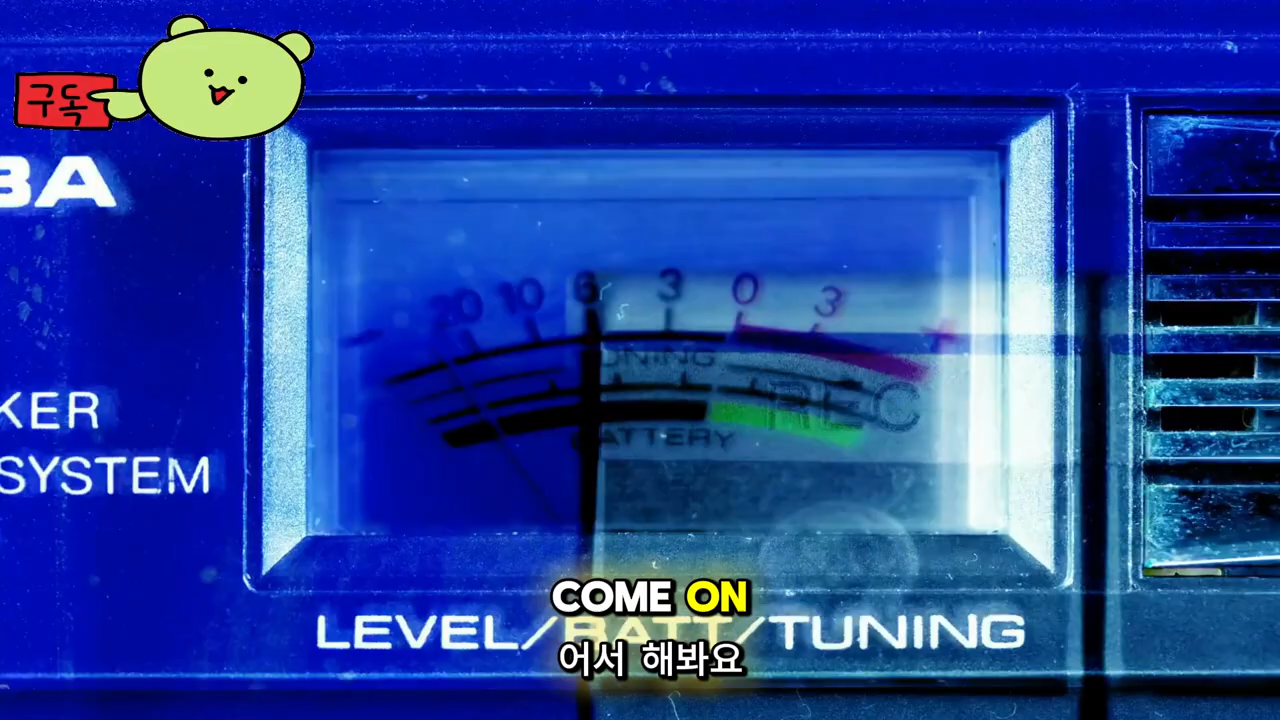 구독
BA
20 10 6 3 0 3 +
TUNING
REC
BATTERY
KER
SYSTEM
COME ON
LEVEL/BATT/TUNING
어서 해봐요